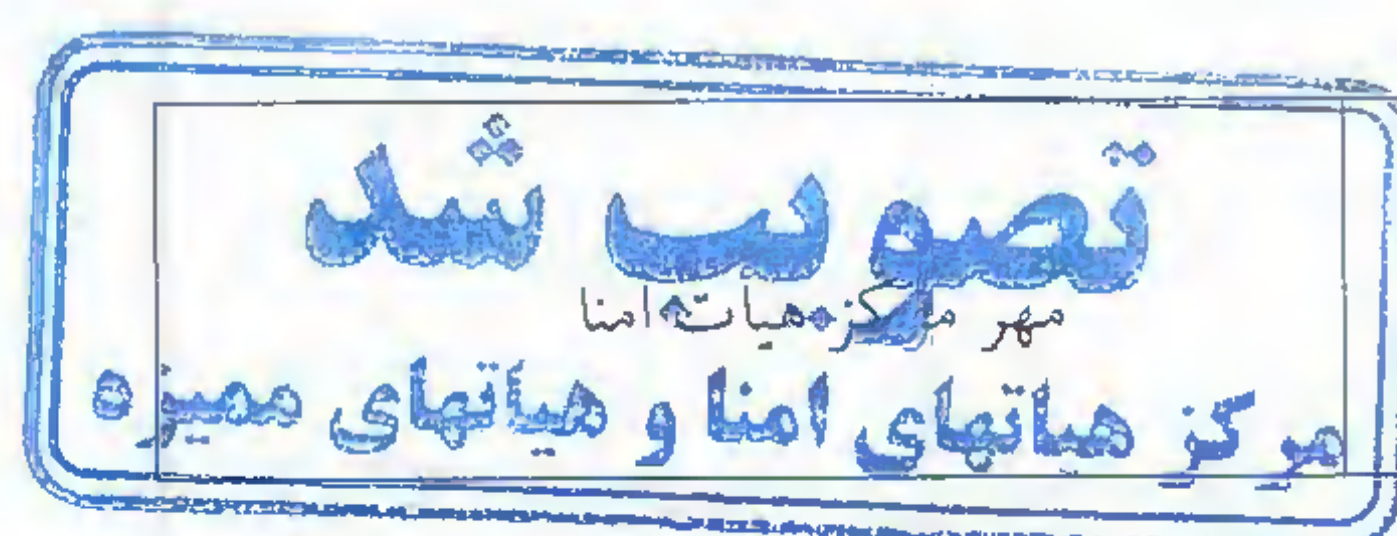 تصویب شد
مهر مرکز هیات امنا
مرکز هیاتهای امنا و هیاتهای ممیزه